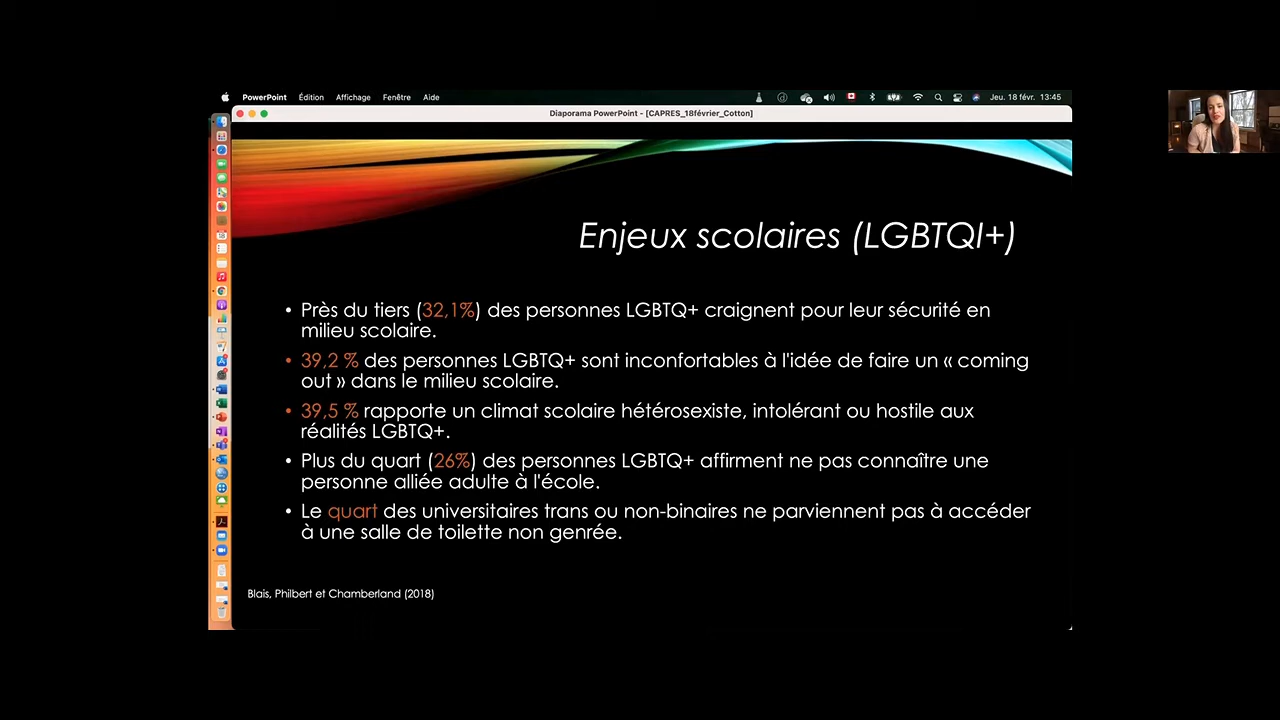 PowerPoint Édition Affichage Fenêtre Aide Jeu. 18 févr. 13:45
Diaporama PowerPoint - [CAPRES_18février_Cotton]
Enjeux scolaires (LGBTQI+)
• Près du tiers (32,1%) des personnes LGBTQ+ craignent pour leur sécurité en
milieu scolaire.
• 39,2 % des personnes LGBTQ+ sont inconfortables à l'idée de faire un « coming
out » dans le milieu scolaire.
• 39,5 % rapporte un climat scolaire hétérosexiste, intolérant ou hostile aux
réalités LGBTQ+.
• Plus du quart (26%) des personnes LGBTQ+ affirment ne pas connaître une
personne alliée adulte à l'école.
• Le quart des universitaires trans ou non-binaires ne parviennent pas à accéder
à une salle de toilette non genrée.
Blais, Philbert et Chamberland (2018)